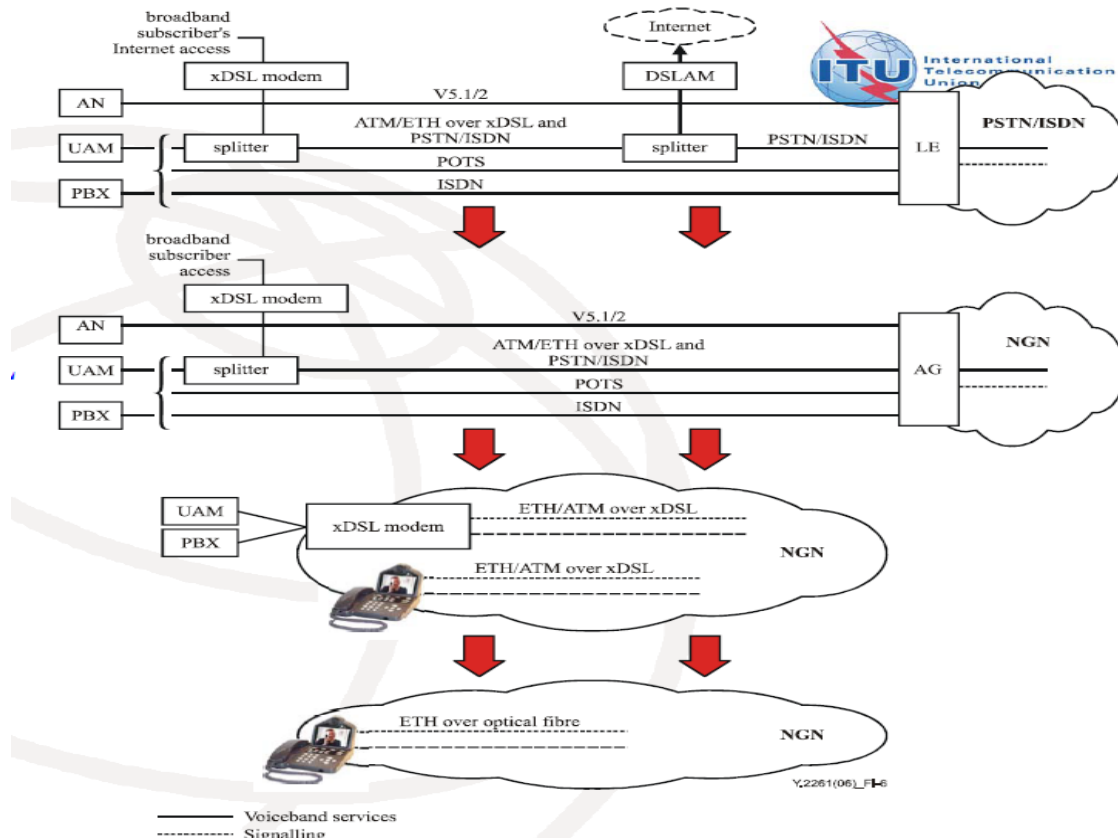 broadband
subscriber's
Internet access
Internet
xDSL modem
DSLAM
ITU
International
Telecommunication
Union
AN
V5.1/2
PSTN/ISDN
ATM/ETH over xDSL and
PSTN/ISDN
UAM
splitter
splitter
PSTN/ISDN
LE
POTS
PBX
ISDN
broadband
subscriber
access
xDSL modem
AN
V5.1/2
NGN
ATM/ETH over xDSL and
PSTN/ISDN
UAM
splitter
AG
POTS
PBX
ISDN
UAM
PBX
xDSL modem
ETH/ATM over xDSL
NGN
ETH/ATM over xDSL
ETH over optical fibre
NGN
Y.2261(06)_FI-6
Voiceband services
Signalling